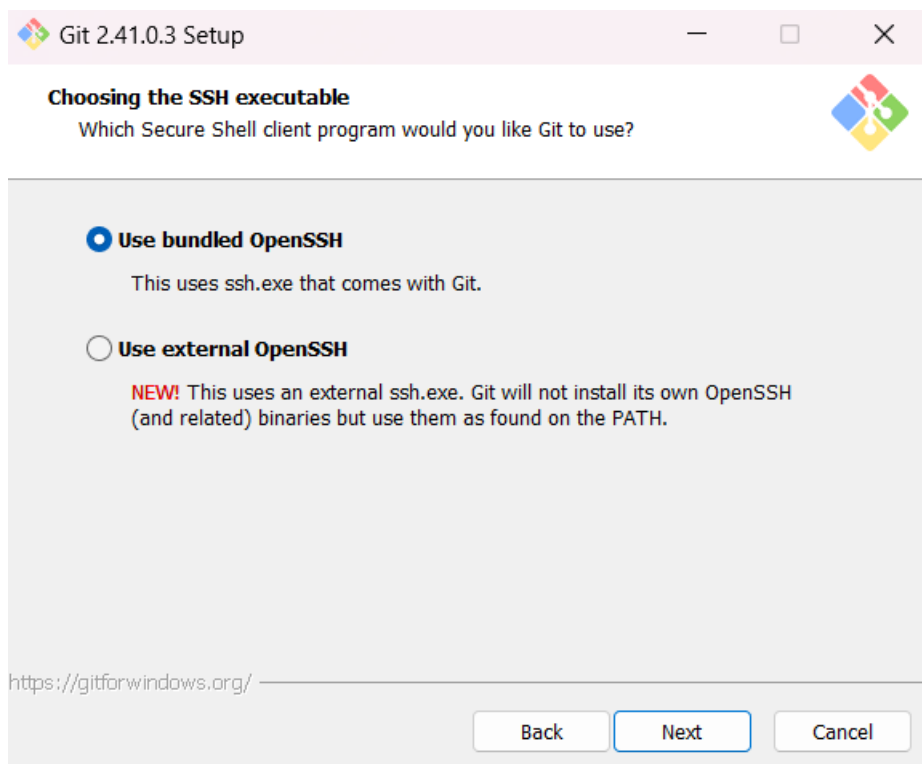 Git 2.41.0.3 Setup
Choosing the SSH executable
Which Secure Shell client program would you like Git to use?
Use bundled OpenSSH
This uses ssh.exe that comes with Git.
Use external OpenSSH
NEW! This uses an external ssh.exe. Git will not install its own OpenSSH
(and related) binaries but use them as found on the PATH.
https://gitforwindows.org/
Back Next Cancel